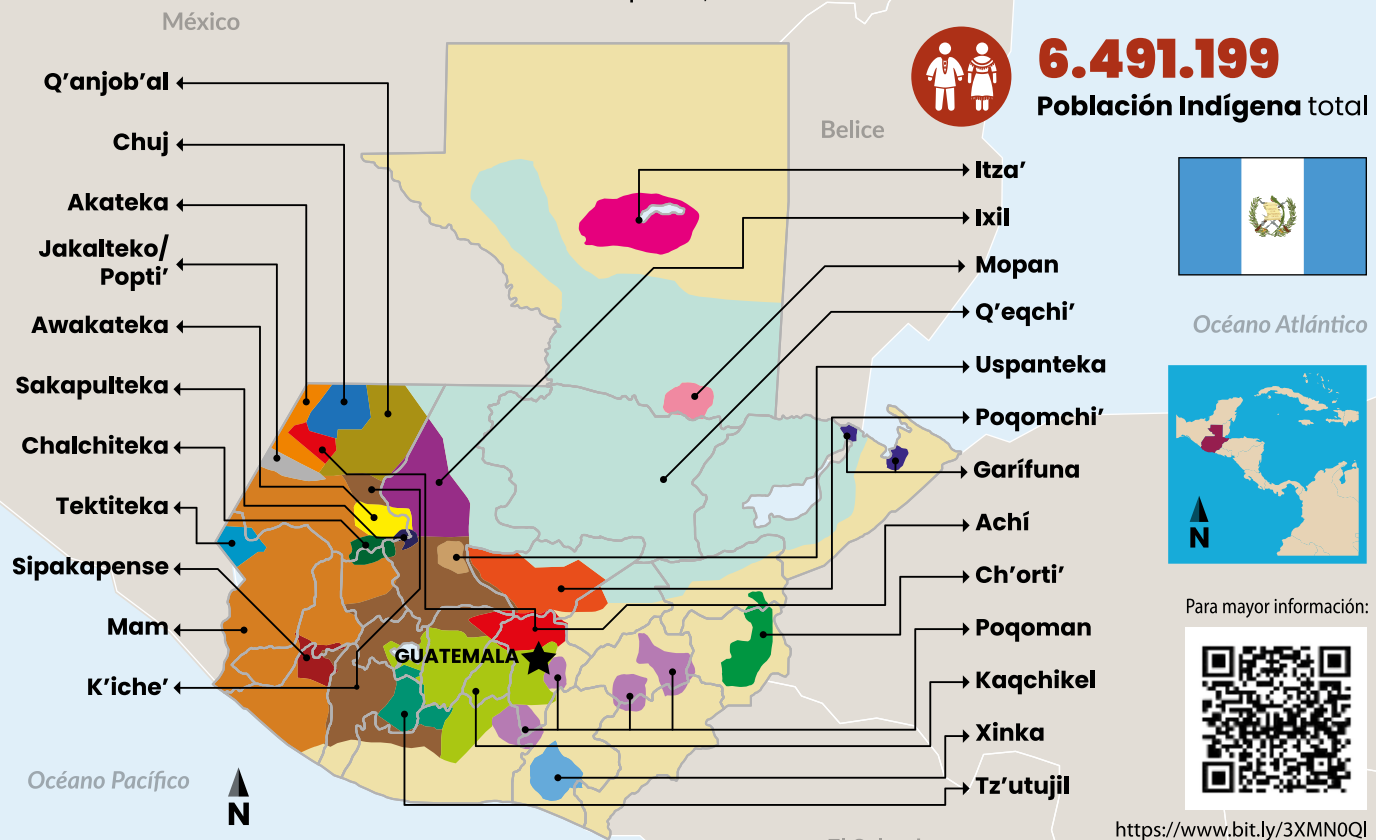 México
Q’anjob’al
Chuj
Akateka
Jakalteko/
Popti’
Awakateka
Sakapulteka
Chalchiteka
Tektiteka
Sipakapense
Mam
K’iche’
GUATEMALA
Océano Pacífico
N
6.491.199
Población Indígena total
Belice
Itza’
Ixil
Mopan
Q’eqchi’
Uspanteka
Poqomchi’
Garífuna
Achí
Ch’orti’
Poqoman
Kaqchikel
Xinka
Tz’utujil
Océano Atlántico
N
Para mayor información:
https://www.bit.ly/3XMN0Ql